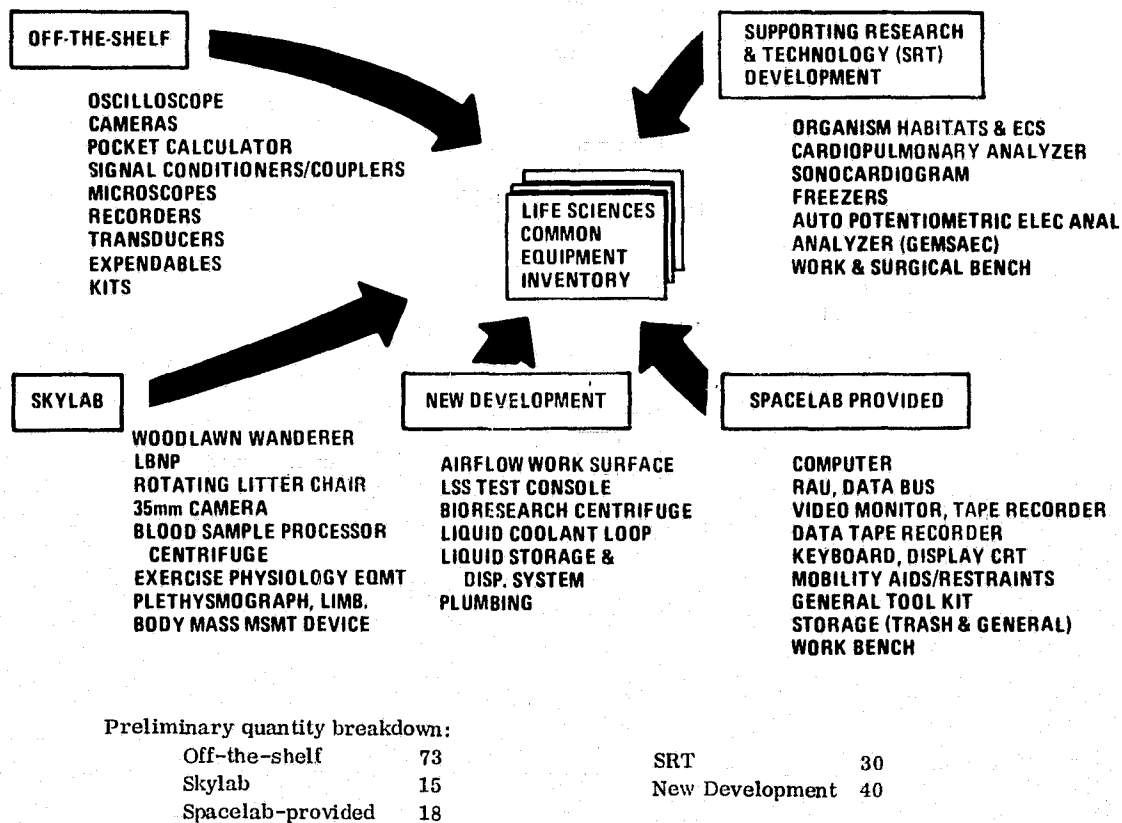 OFF-THE-SHELF
OSCILLOSCOPE
CAMERAS
POCKET CALCULATOR
SIGNAL CONDITIONERS/COUPLERS
MICROSCOPES
RECORDERS
TRANSDUCERS
EXPENDABLES
KITS
SUPPORTING RESEARCH
& TECHNOLOGY (SRT)
DEVELOPMENT
ORGANISM HABITATS & ECS
CARDIOPULMONARY ANALYZER
SONOCARDIOGRAM
FREEZERS
AUTO POTENTIOMETRIC ELEC ANAL
ANALYZER (GEMSAEC)
WORK & SURGICAL BENCH
LIFE SCIENCES
COMMON
EQUIPMENT
INVENTORY
SKYLAB
WOODLAWN WANDERER
LBNP
ROTATING LITTER CHAIR
35mm CAMERA
BLOOD SAMPLE PROCESSOR
CENTRIFUGE
EXERCISE PHYSIOLOGY EQMT
PLETHYSMOGRAPH, LIMB.
BODY MASS MSMT DEVICE
NEW DEVELOPMENT
AIRFLOW WORK SURFACE
LSS TEST CONSOLE
BIORESEARCH CENTRIFUGE
LIQUID COOLANT LOOP
LIQUID STORAGE &
DISP. SYSTEM
PLUMBING
SPACELAB PROVIDED
COMPUTER
RAU, DATA BUS
VIDEO MONITOR, TAPE RECORDER
DATA TAPE RECORDER
KEYBOARD, DISPLAY CRT
MOBILITY AIDS/RESTRAINTS
GENERAL TOOL KIT
STORAGE (TRASH & GENERAL)
WORK BENCH
Preliminary quantity breakdown:
Off-the-shelf 73
Skylab 15
Spacelab-provided 18
SRT 30
New Development 40